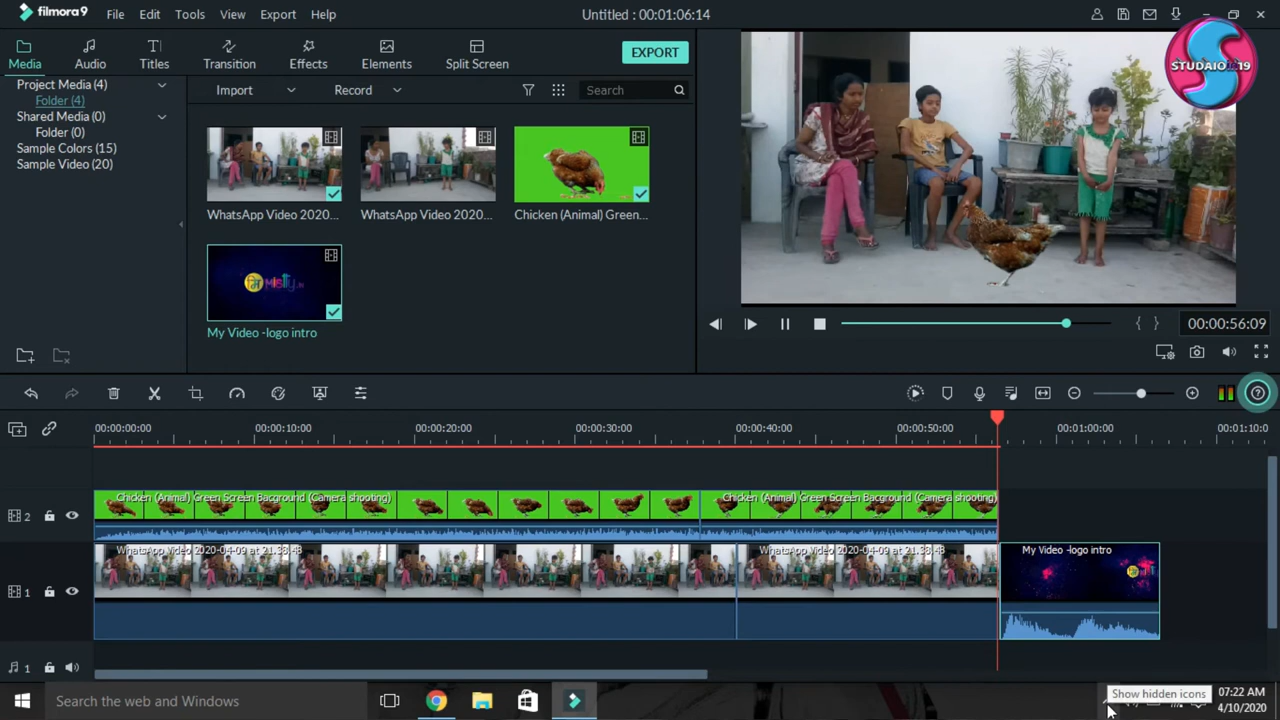 filmora9 File Edit Tools View Export Help Untitled : 00:01:06:14
Media Audio Titles Transition Effects Elements Split Screen EXPORT
Project Media (4)
Folder (4)
Shared Media (0)
Folder (0)
Sample Colors (15)
Sample Video (20)
Import Record Search
WhatsApp Video 2020... WhatsApp Video 2020... Chicken (Animal) Green...
My Video -logo intro
00:00:56:09
00:00:00:00 00:00:10:00 00:00:20:00 00:00:30:00 00:00:40:00 00:00:50:00 00:01:00:00 00:01:10:0
Chicken (Animal) Green Screen Bacground (Camera shooting) Chicken (Animal) Green Screen Bacground (Camera shooting)
2
WhatsApp Video 2020-04-09 at 21.38.48 WhatsApp Video 2020-04-09 at 21.38.48 My Video -logo intro
1
1
Search the web and Windows
Show hidden icons
07:22 AM
4/10/2020